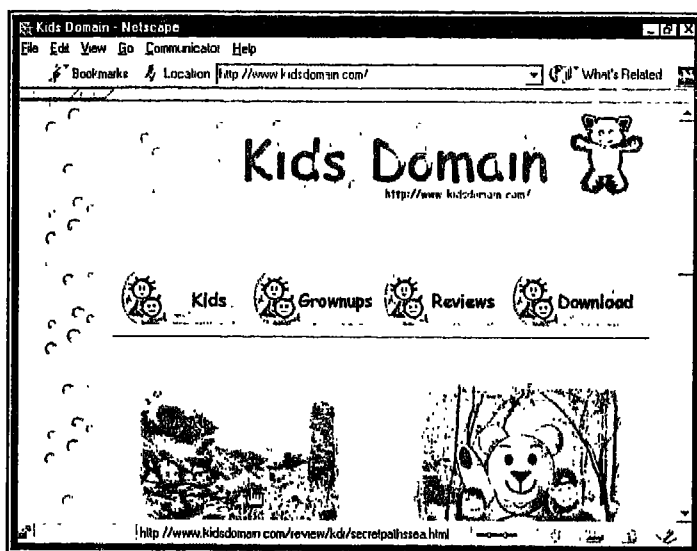 Kids Domain - Netscape
File Edit View Go Communicator Help
Bookmarks Location http://www.kidsdomain.com/ What's Related
Kids Domain
http://www.kidsdomain.com/
Kids Grownups Reviews Download
http://www.kidsdomain.com/review/kdr/secretpathssea.html